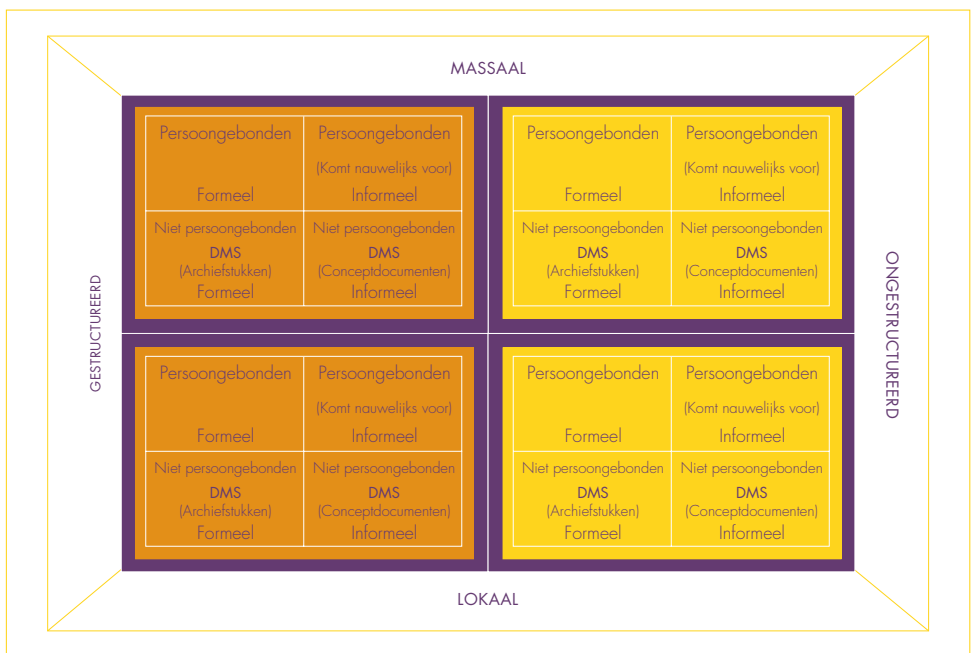 MASSAAL
GESTRUCTUREERD
Persoongebonden
Formeel
Persoongebonden
(Komt nauwelijks voor)
Informeel
Niet persoongebonden
DMS
(Archiefstukken)
Formeel
Niet persoongebonden
DMS
(Conceptdocumenten)
Informeel
Persoongebonden
Formeel
Persoongebonden
(Komt nauwelijks voor)
Informeel
Niet persoongebonden
DMS
(Archiefstukken)
Formeel
Niet persoongebonden
DMS
(Conceptdocumenten)
Informeel
ONGESTRUCTUREERD
Persoongebonden
Formeel
Persoongebonden
(Komt nauwelijks voor)
Informeel
Niet persoongebonden
DMS
(Archiefstukken)
Formeel
Niet persoongebonden
DMS
(Conceptdocumenten)
Informeel
Persoongebonden
Formeel
Persoongebonden
(Komt nauwelijks voor)
Informeel
Niet persoongebonden
DMS
(Archiefstukken)
Formeel
Niet persoongebonden
DMS
(Conceptdocumenten)
Informeel
LOKAAL